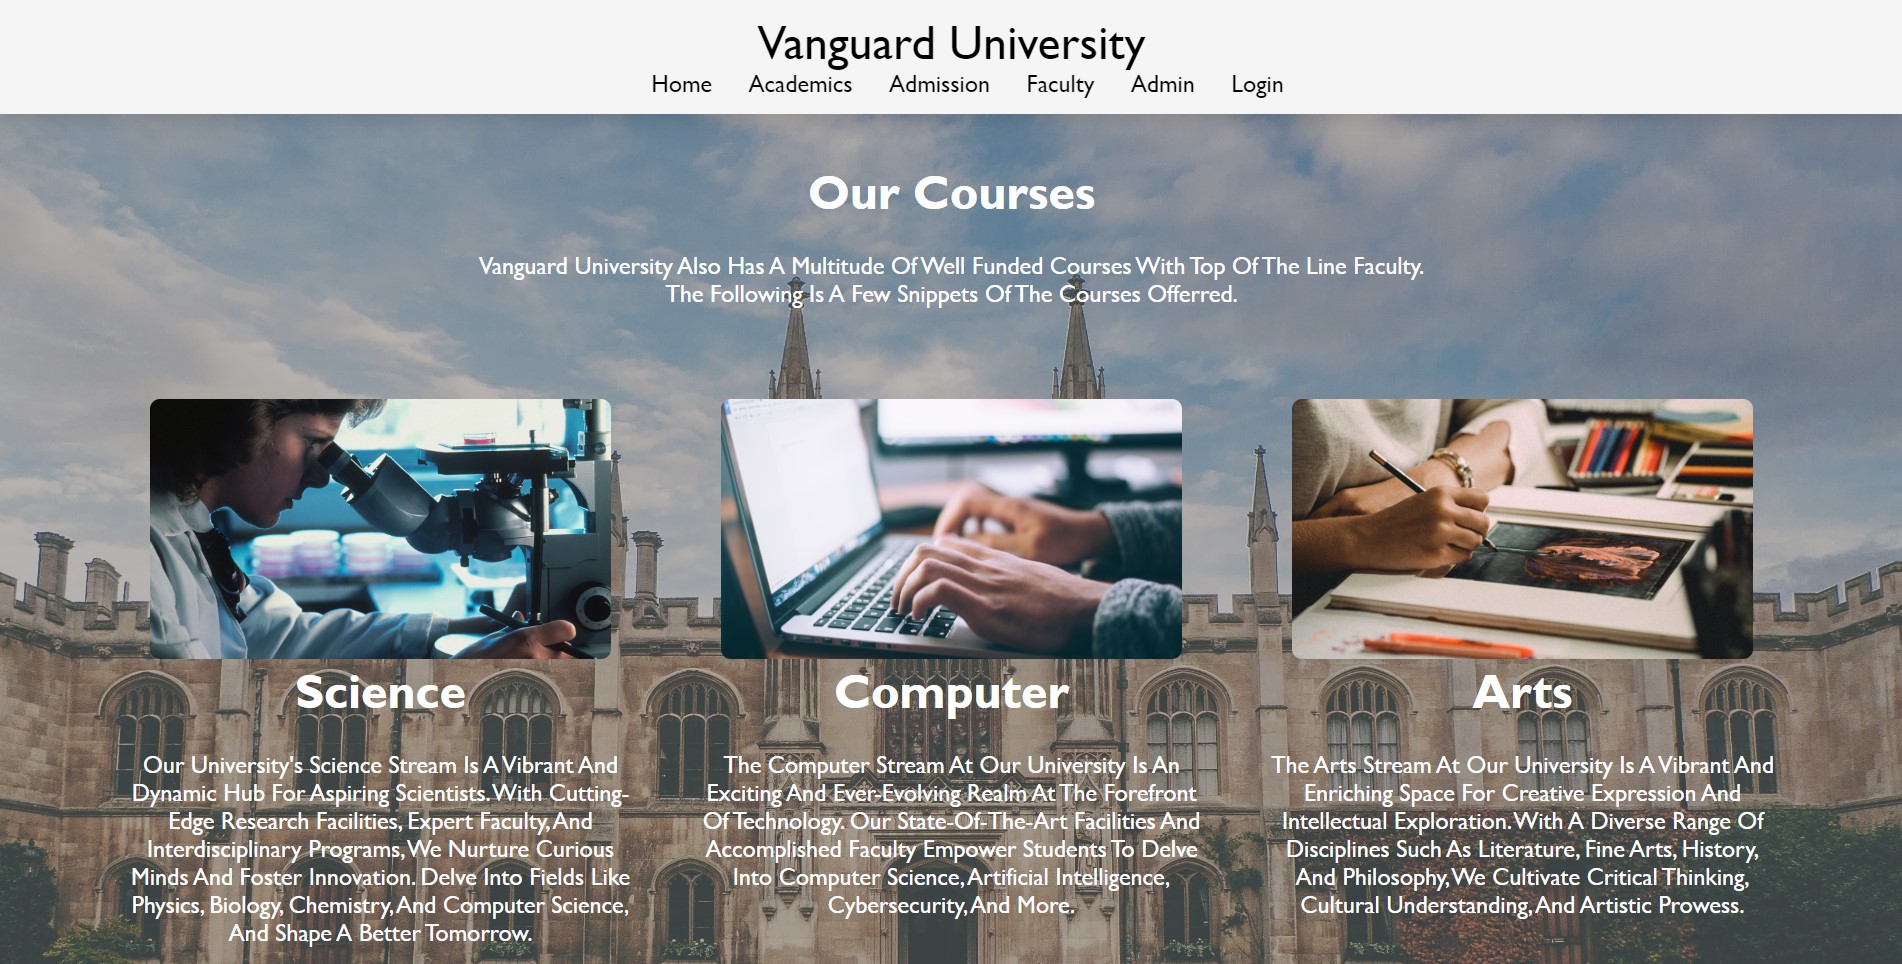 Vanguard University
Home Academics Admission Faculty Admin Login
Our Courses
Vanguard University Also Has A Multitude Of Well Funded Courses With Top Of The Line Faculty.
The Following Is A Few Snippets Of The Courses Offerred.
Science
Our University's Science Stream Is A Vibrant And
Dynamic Hub For Aspiring Scientists. With Cutting-
Edge Research Facilities, Expert Faculty, And
Interdisciplinary Programs, We Nurture Curious
Minds And Foster Innovation. Delve Into Fields Like
Physics, Biology, Chemistry, And Computer Science,
And Shape A Better Tomorrow.
Computer
The Computer Stream At Our University Is An
Exciting And Ever-Evolving Realm At The Forefront
Of Technology. Our State-Of-The-Art Facilities And
Accomplished Faculty Empower Students To Delve
Into Computer Science, Artificial Intelligence,
Cybersecurity, And More.
Arts
The Arts Stream At Our University Is A Vibrant And
Enriching Space For Creative Expression And
Intellectual Exploration. With A Diverse Range Of
Disciplines Such As Literature, Fine Arts, History,
And Philosophy, We Cultivate Critical Thinking,
Cultural Understanding, And Artistic Prowess.